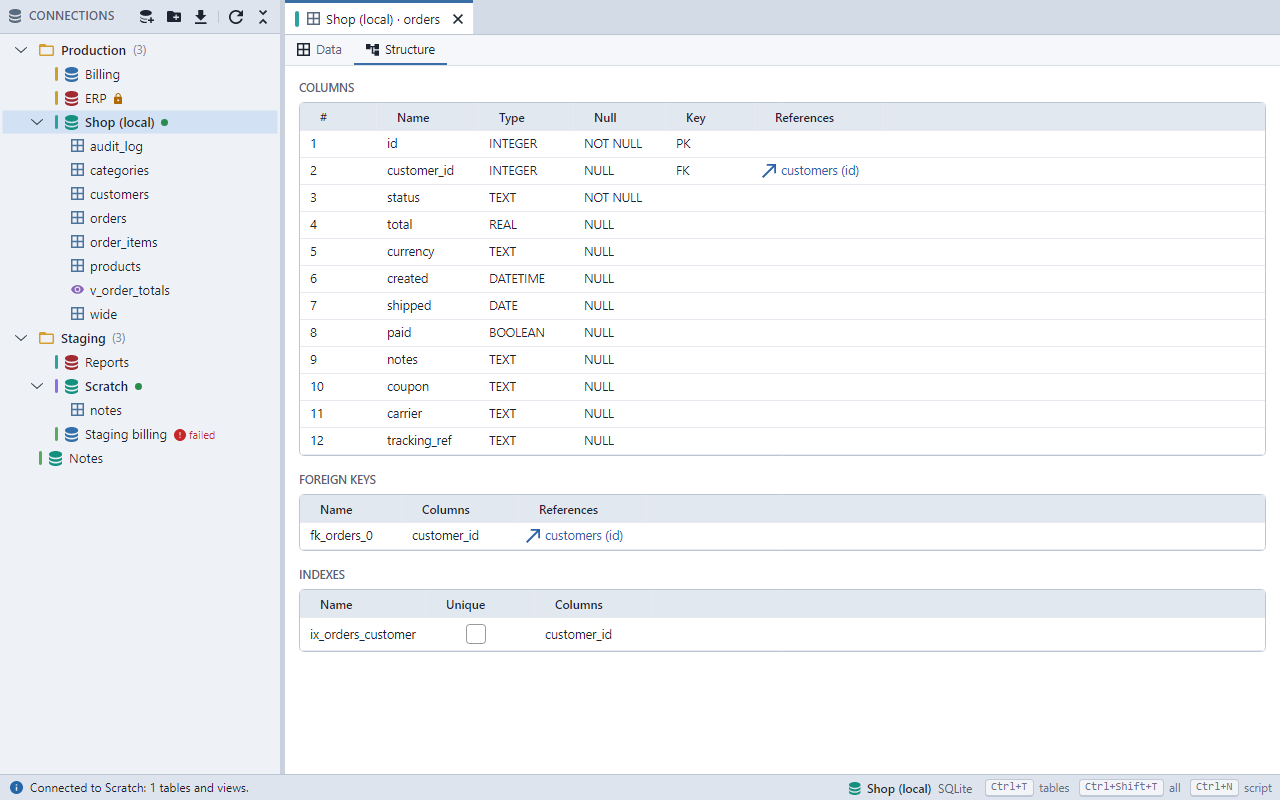 CONNECTIONS
Production (3)
Billing
ERP
Shop (local)
audit_log
categories
customers
orders
order_items
products
v_order_totals
wide
Staging (3)
Reports
Scratch
notes
Staging billing failed
Notes
Shop (local) · orders
Data Structure
COLUMNS
# Name Type Null Key References
1 id INTEGER NOT NULL PK
2 customer_id INTEGER NULL FK customers (id)
3 status TEXT NOT NULL
4 total REAL NULL
5 currency TEXT NULL
6 created DATETIME NULL
7 shipped DATE NULL
8 paid BOOLEAN NULL
9 notes TEXT NULL
10 coupon TEXT NULL
11 carrier TEXT NULL
12 tracking_ref TEXT NULL
FOREIGN KEYS
Name Columns References
fk_orders_0 customer_id customers (id)
INDEXES
Name Unique Columns
ix_orders_customer customer_id
Connected to Scratch: 1 tables and views.
Shop (local) SQLite Ctrl+T tables Ctrl+Shift+T all Ctrl+N script